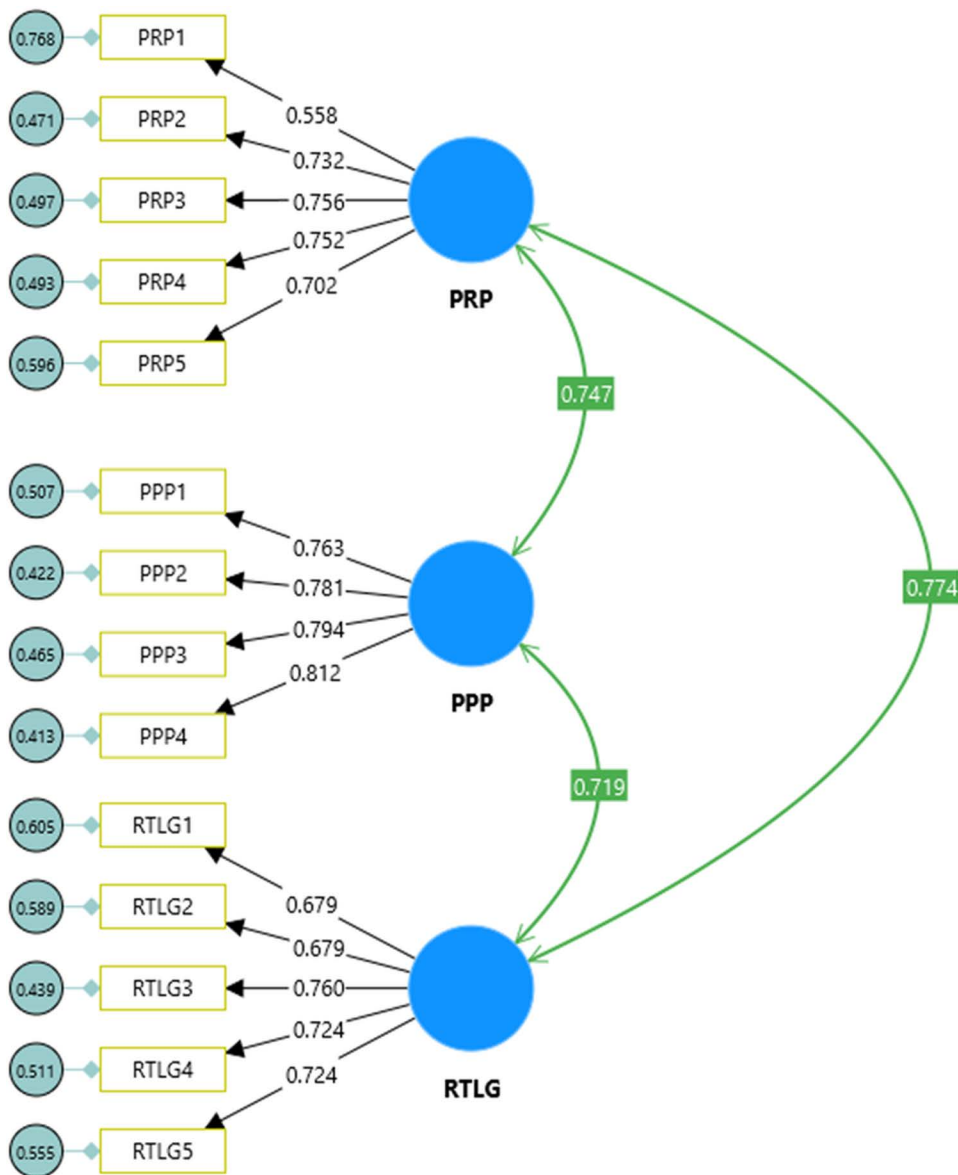 0.768 PRP1
0.558
0.471 PRP2
0.732
0.497 PRP3 0.756
0.752
0.493 PRP4
0.702
PRP
0.596 PRP5
0.747
0.507 PPP1
0.763
0.422 PPP2 0.781
0.774
0.794
0.465 PPP3
0.812
PPP
0.413 PPP4
0.719
0.605 RTLG1
0.679
0.589 RTLG2
0.679
0.439 RTLG3 0.760
0.724
0.511 RTLG4
0.724
RTLG
0.555 RTLG5